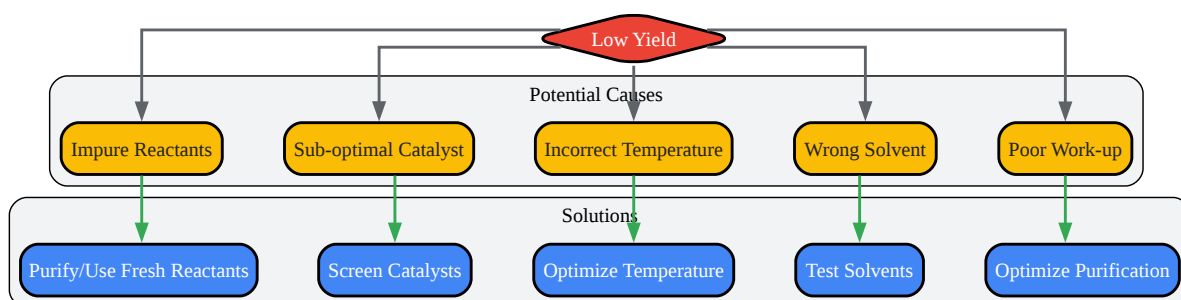 Low Yield
Potential Causes
Impure Reactants
Sub-optimal Catalyst
Incorrect Temperature
Wrong Solvent
Poor Work-up
Solutions
Purify/Use Fresh Reactants
Screen Catalysts
Optimize Temperature
Test Solvents
Optimize Purification